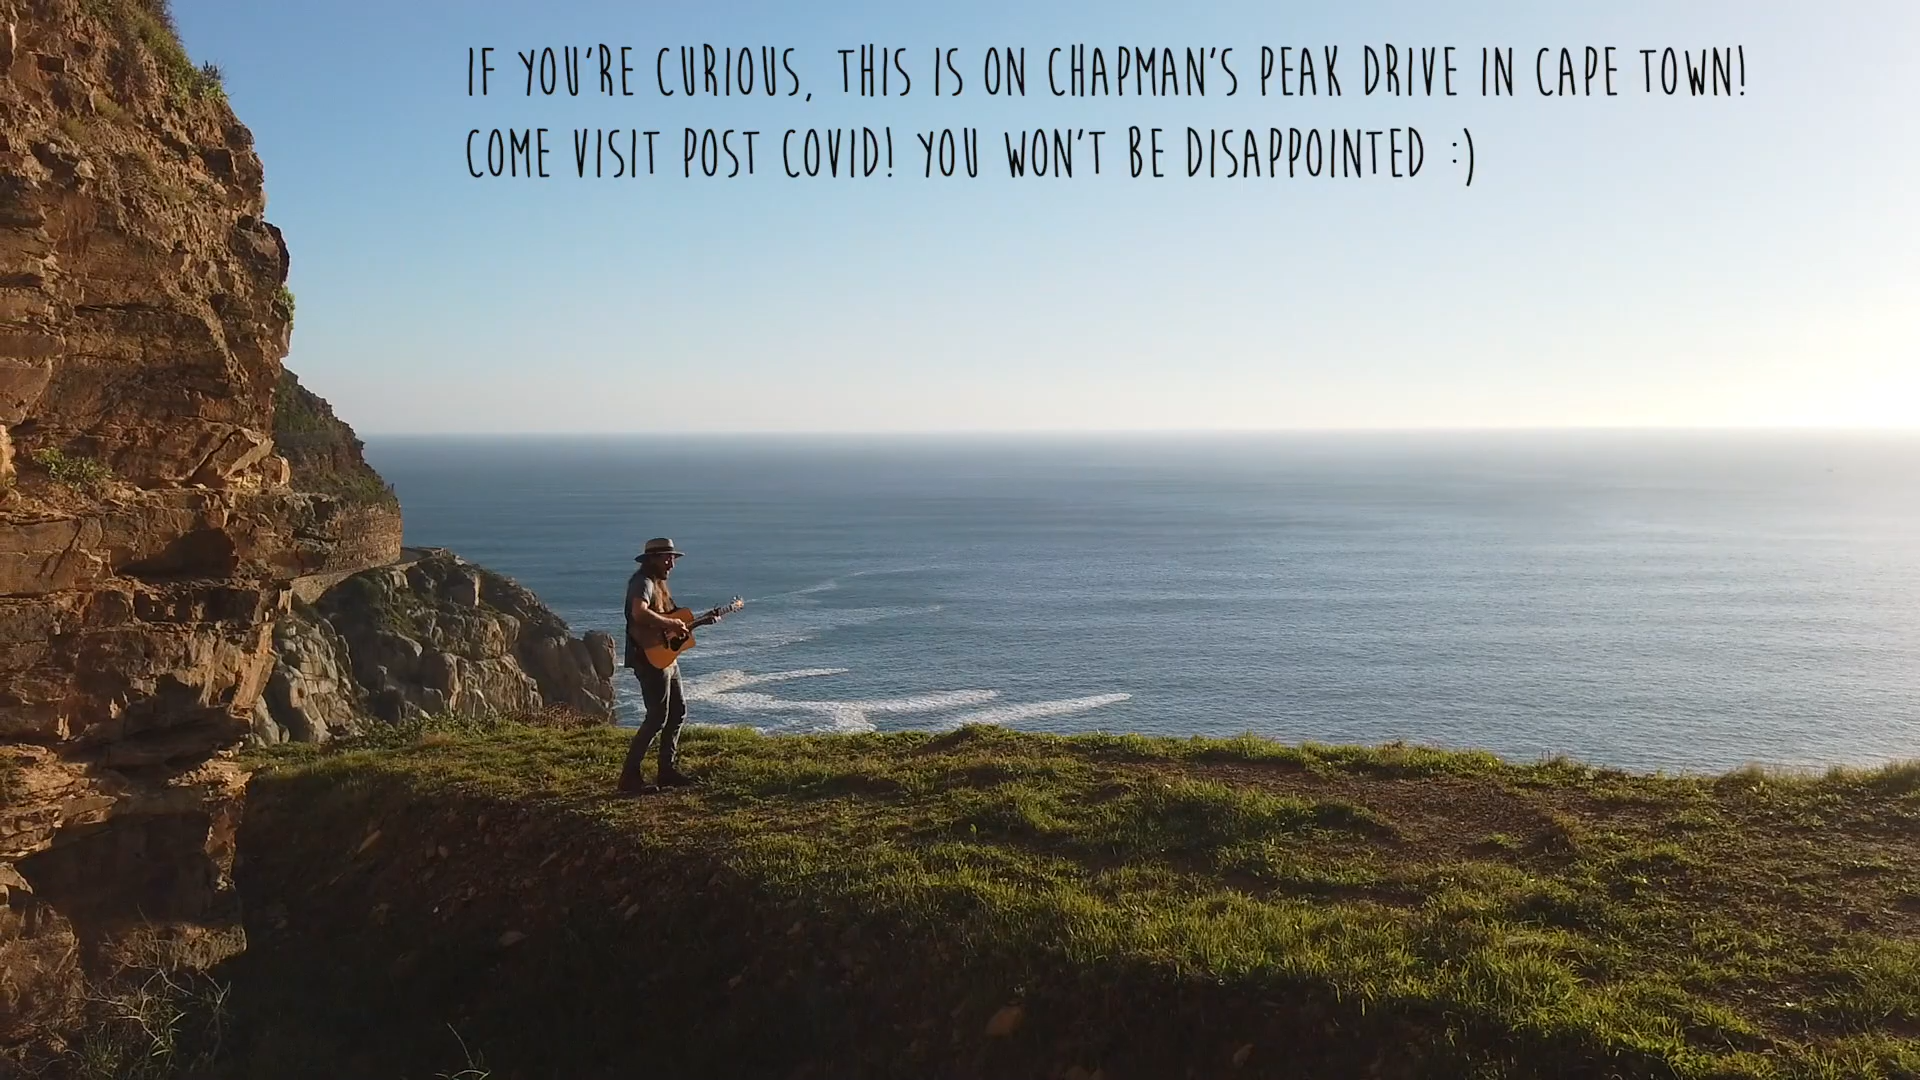 IF YOU'RE CURIOUS, THIS IS ON CHAPMAN'S PEAK DRIVE IN CAPE TOWN!
COME VISIT POST COVID! YOU WON'T BE DISAPPOINTED :)